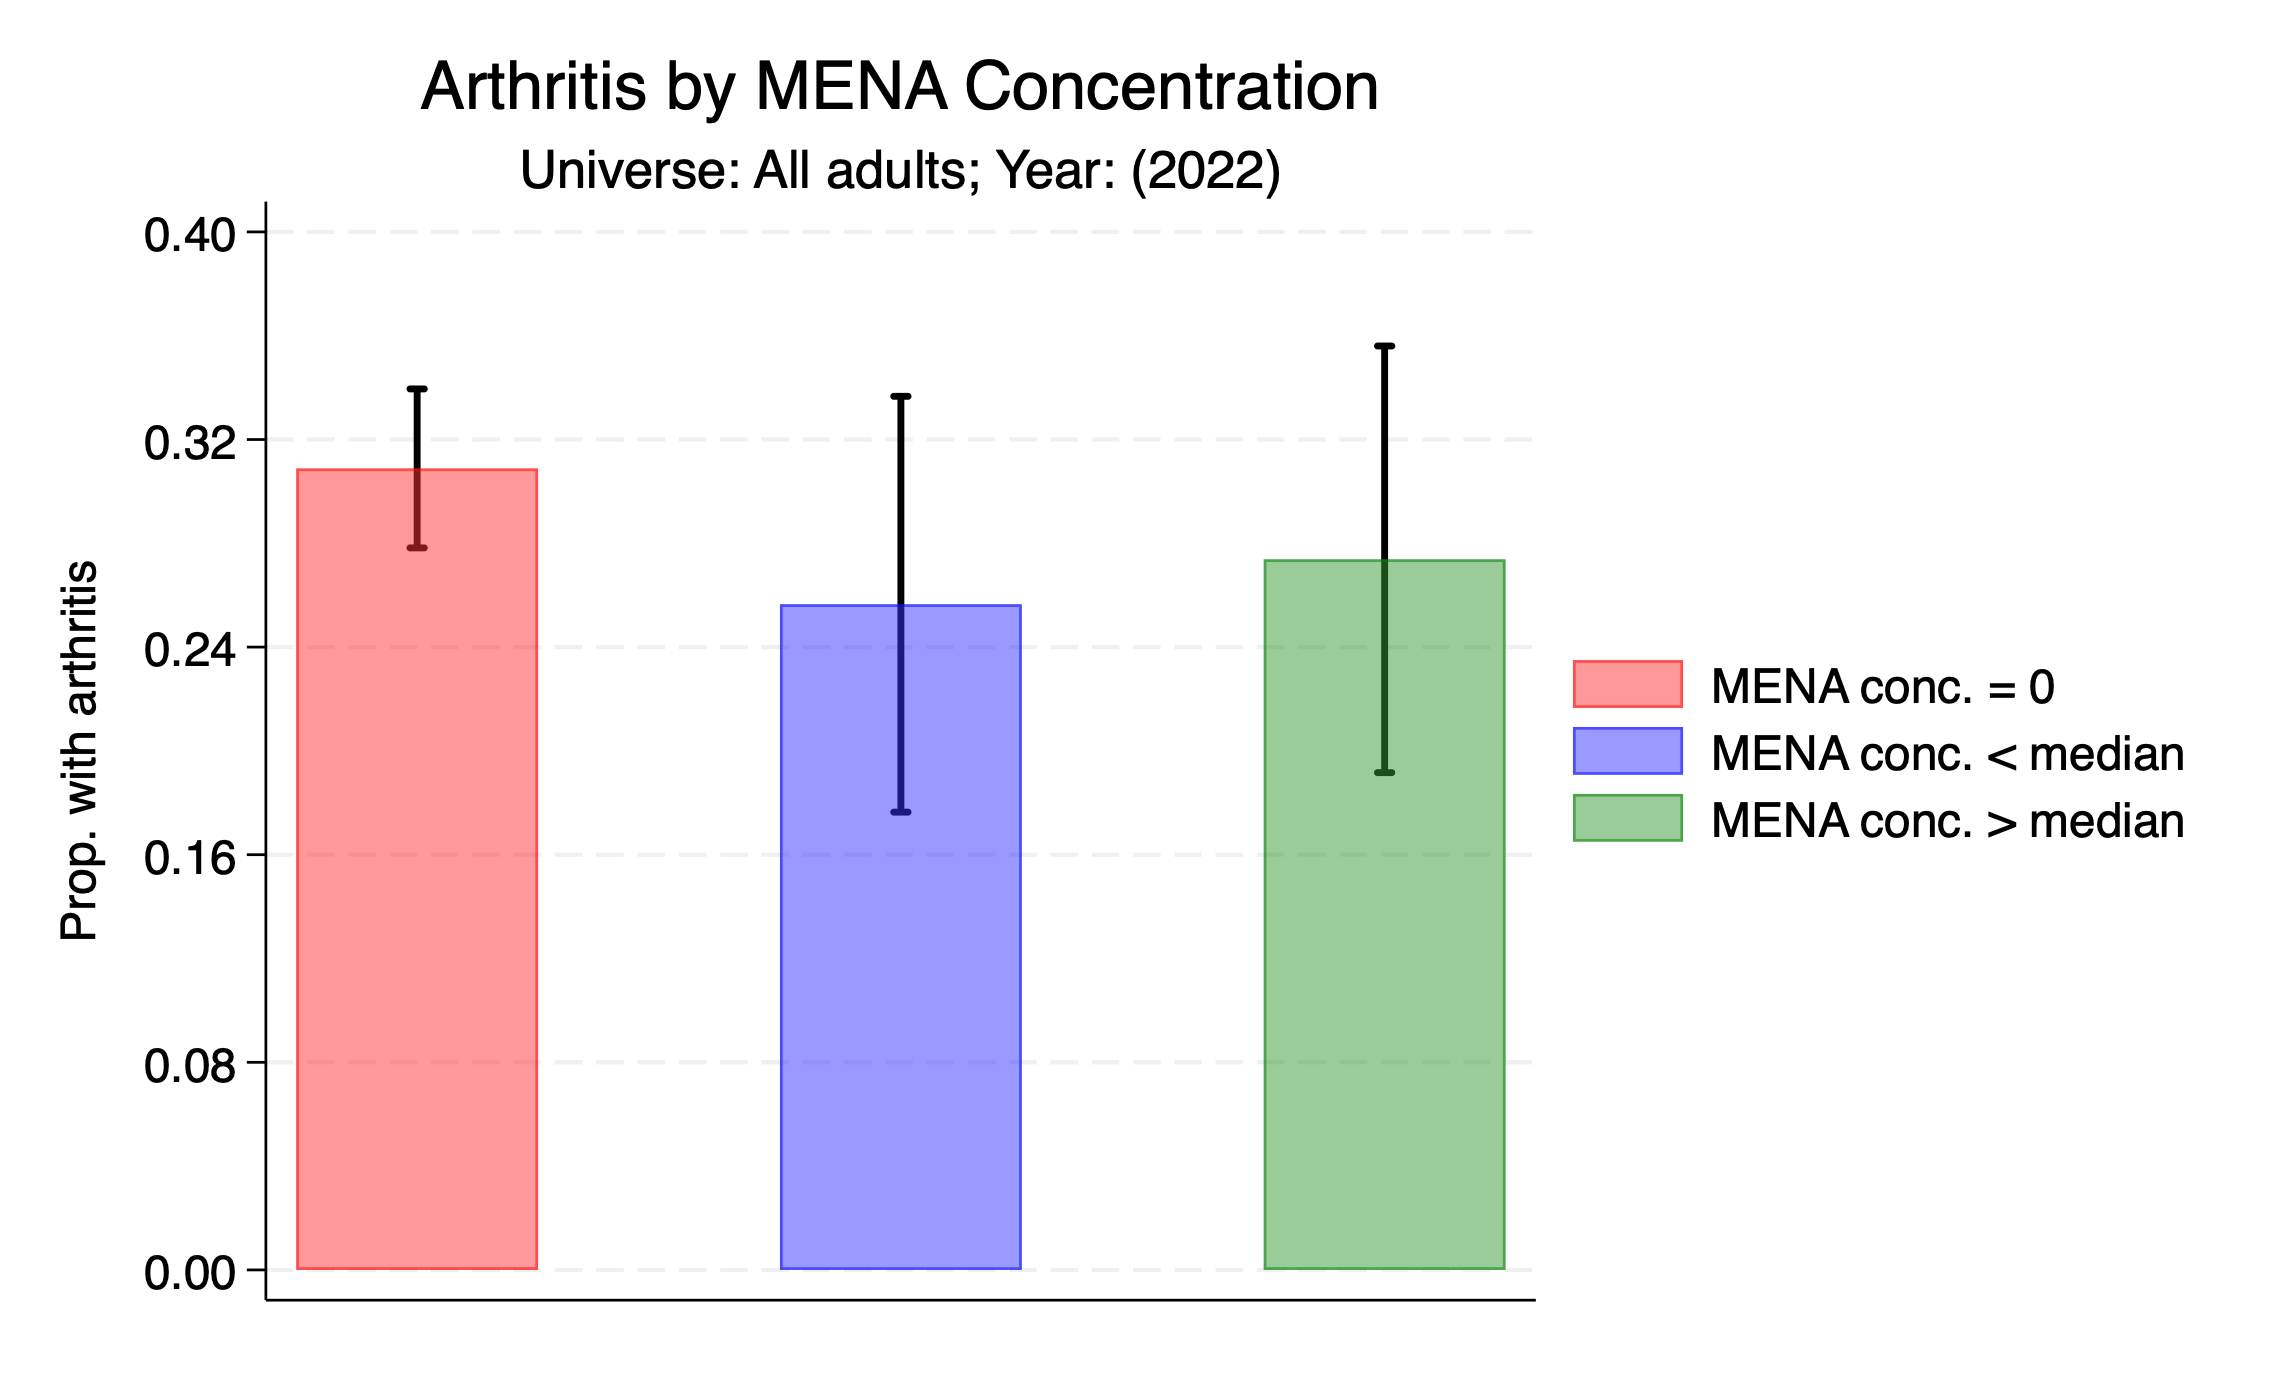 Arthritis by MENA Concentration
Universe: All adults; Year: (2022)
0.40
0.32
0.24
0.16
0.08
0.00
Prop. with arthritis
MENA conc. = 0
MENA conc. < median
MENA conc. > median